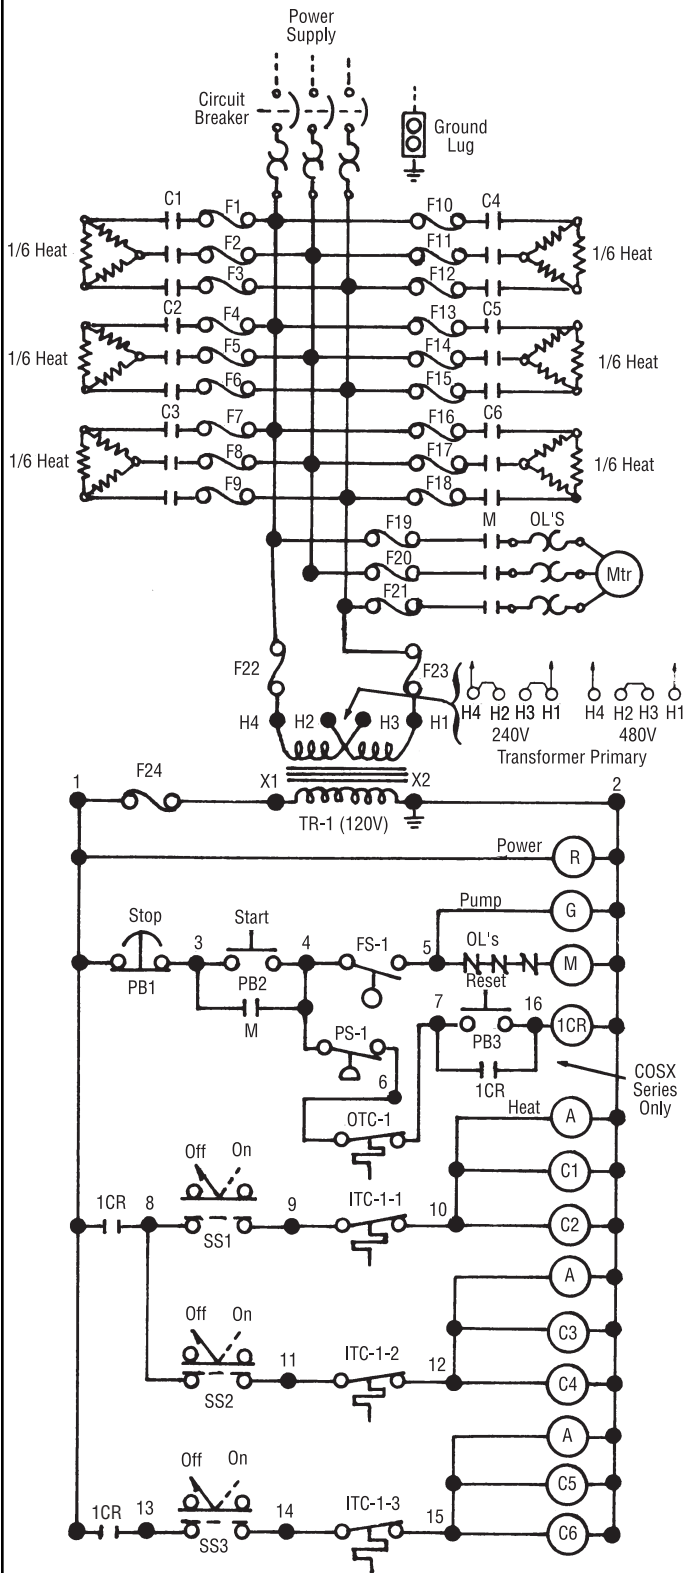 Power
Supply
Circuit
Breaker
Ground
Lug
C1 F1 F10 C4
1/6 Heat F2 F11 1/6 Heat
F3 F12
C2 F4 F13 C5
1/6 Heat F5 F14 1/6 Heat
F6 F15
C3 F7 F16 C6
1/6 Heat F8 F17 1/6 Heat
F9 F18
F19 M OL'S
F20 Mtr
F21
F22 F23
H4 H2 H3 H1
H4 H2 H3 H1 H4 H2 H3 H1
240V 480V
Transformer Primary
1 F24 X1 X2 2
TR-1 (120V)
Power R
Pump G
Stop Start
3 4 FS-1 5 OL's M
PB1 PB2 Reset
M 7 16 1CR
PS-1 PB3
6 1CR COSX
Series
Only
OTC-1 Heat A
Off On C1
1CR 8 9 ITC-1-1 10 C2
SS1
A
Off On C3
11 ITC-1-2 12 C4
SS2
A
Off On C5
1CR 13 14 ITC-1-3 15 C6
SS3